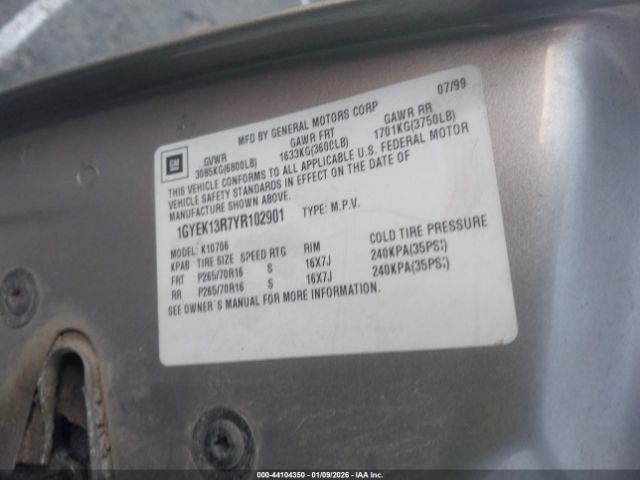 07/99
MFD BY GENERAL MOTORS CORP
GM
GVWR GAWR FRT GAWR RR
3085KG(6800LB) 1633KG(3600LB) 1701KG(3750LB)
THIS VEHICLE CONFORMS TO ALL APPLICABLE U.S. FEDERAL MOTOR
VEHICLE SAFETY STANDARDS IN EFFECT ON THE DATE OF
MANUFACTURE SHOWN ABOVE.
1GYEK13R7YR102901 TYPE: M.P.V.
MODEL: K10706
KPAB TIRE SIZE SPEED RTG RIM COLD TIRE PRESSURE
FRT P265/70R16 S 16X7J 240KPA(35PSI)
RR P265/70R16 S 16X7J 240KPA(35PSI)
SEE OWNER'S MANUAL FOR MORE INFORMATION.
000-44104350 - 01/09/2026 - IAA Inc.